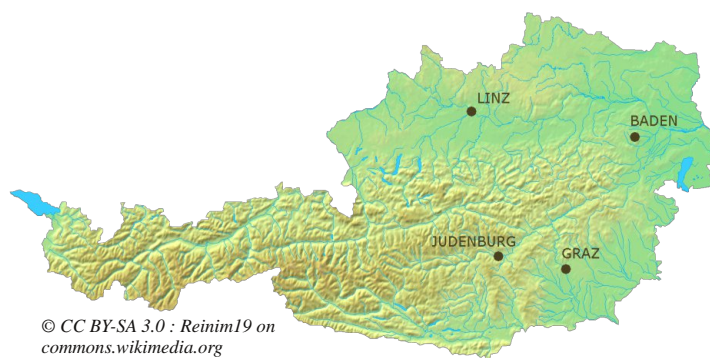 LINZ
BADEN
JUDENBURG
GRAZ
© CC BY-SA 3.0 : Reinim19 on
commons.wikimedia.org